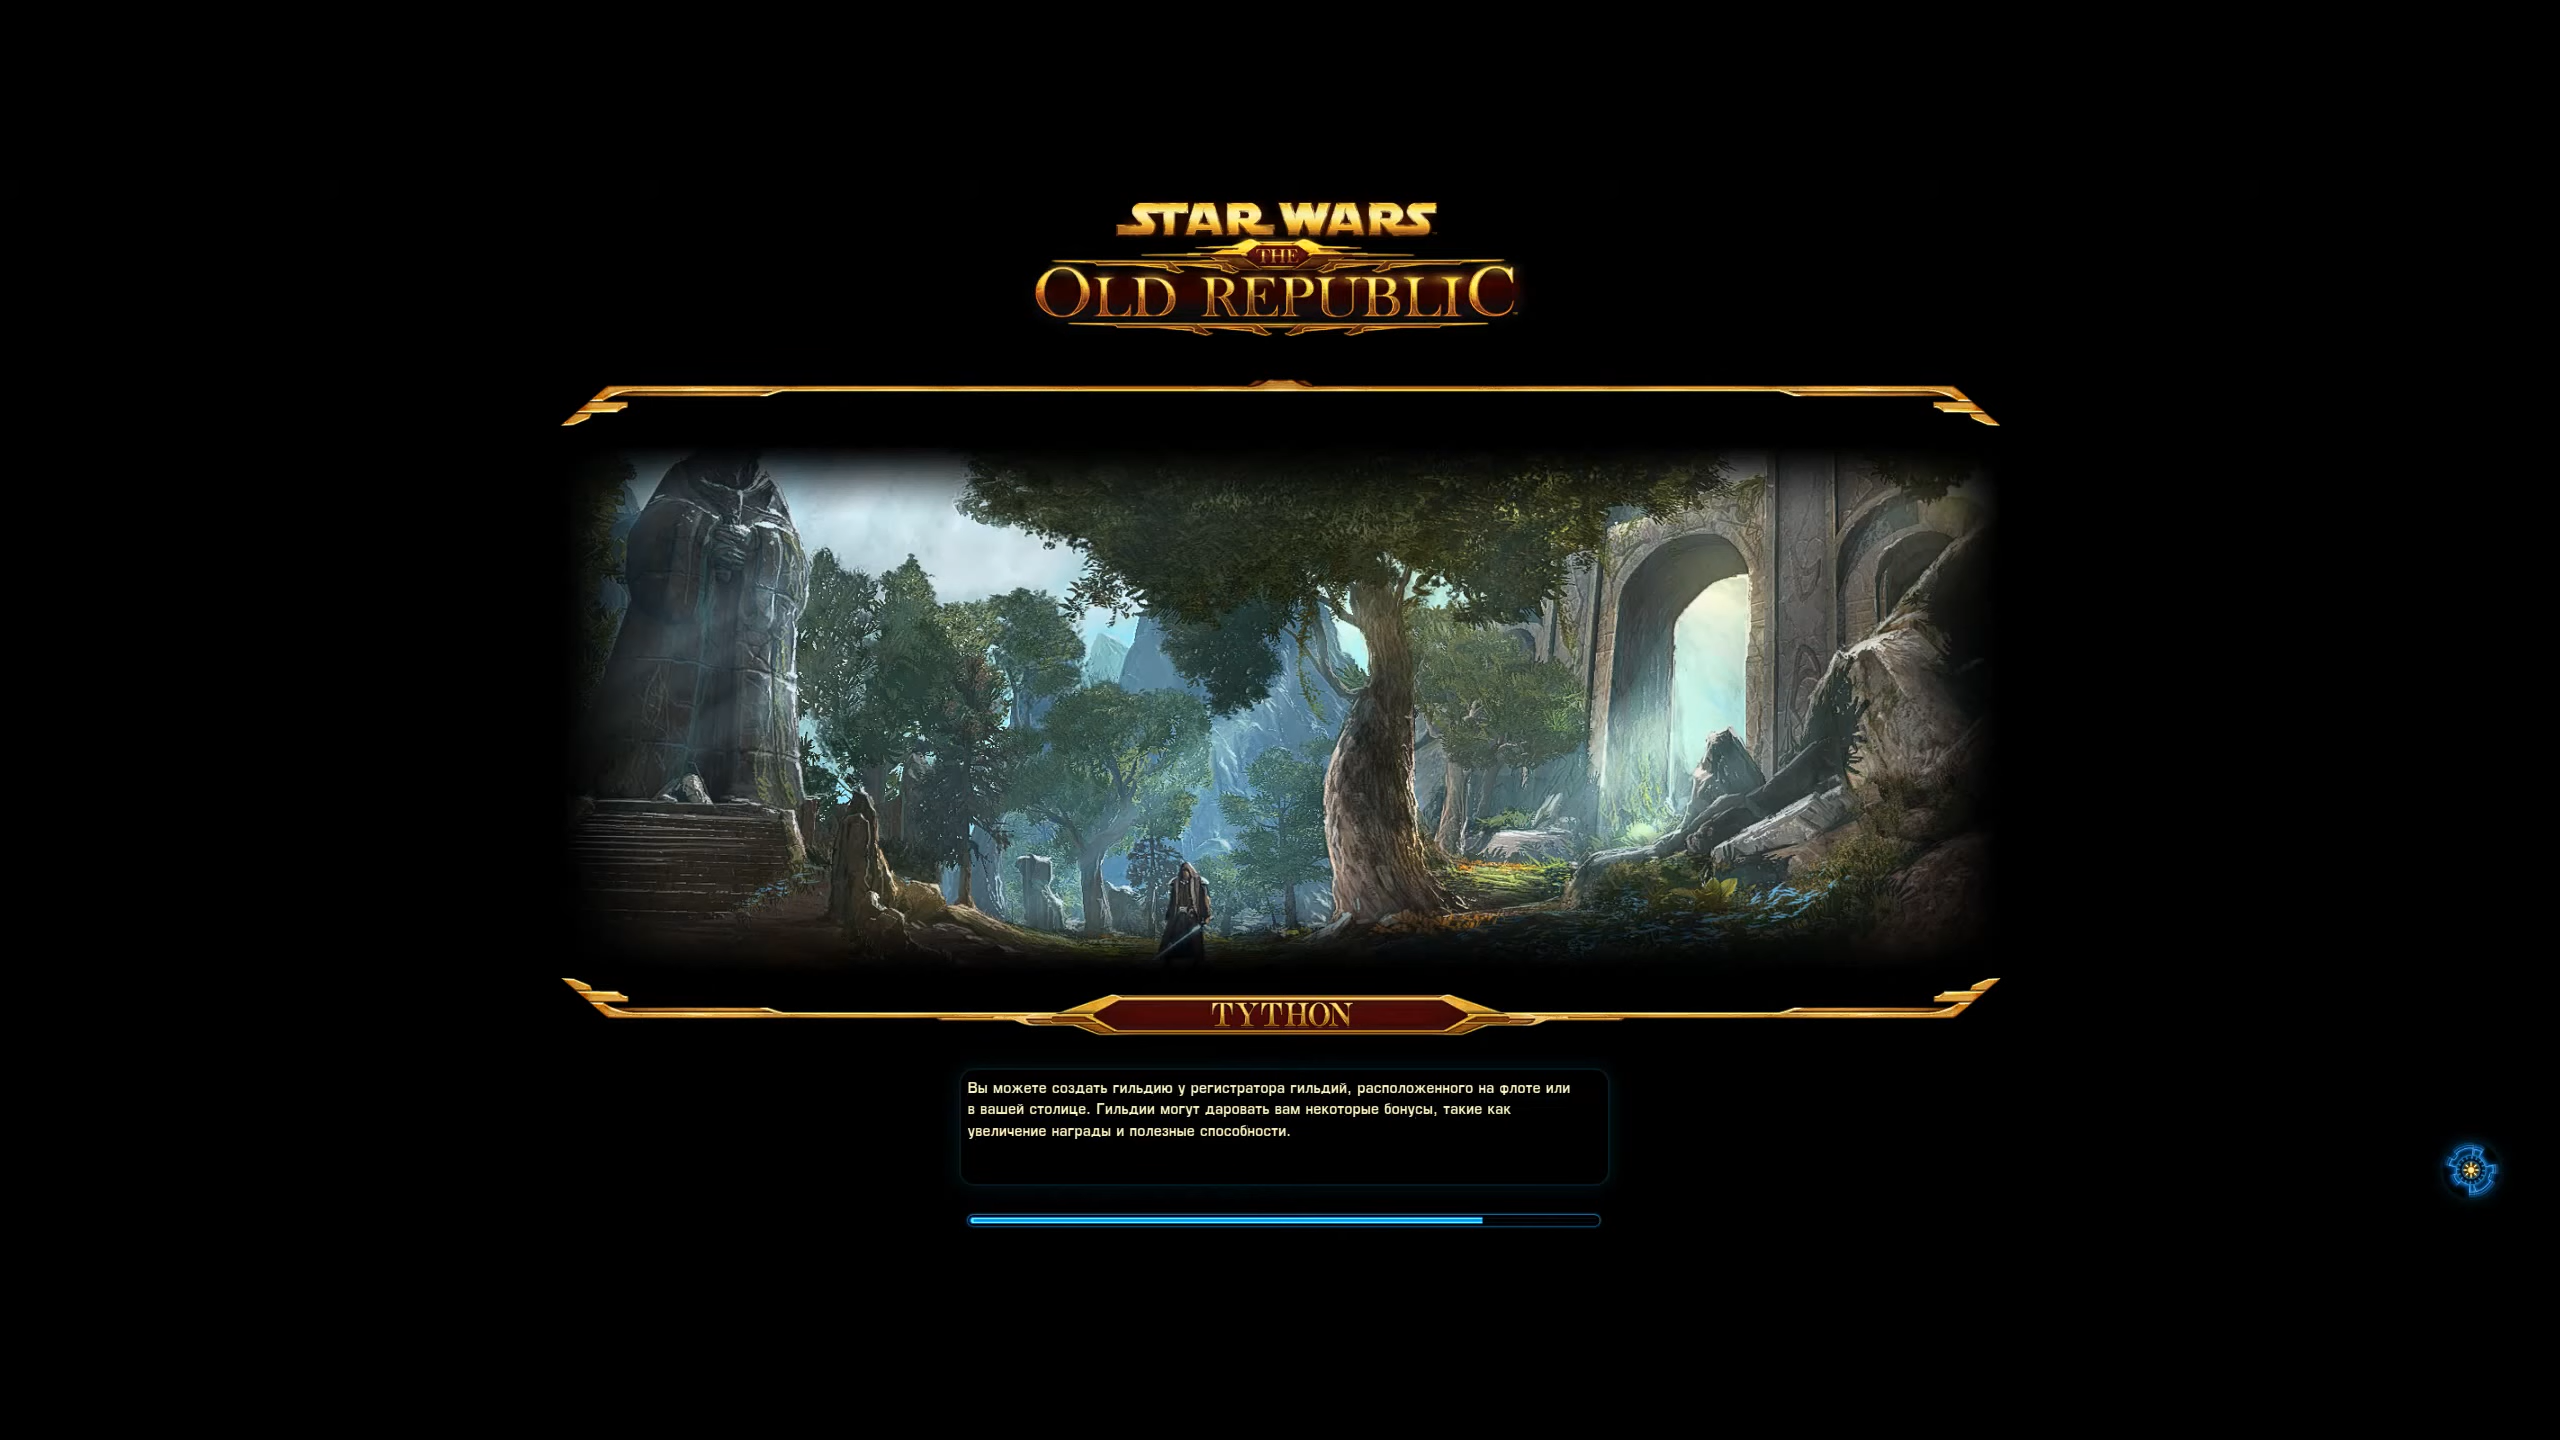 STAR WARS
THE
OLD REPUBLIC
TYTHON
Вы можете создать гильдию у регистратора гильдий, расположенного на флоте или
в вашей столице. Гильдии могут даровать вам некоторые бонусы, такие как
увеличение награды и полезные способности.